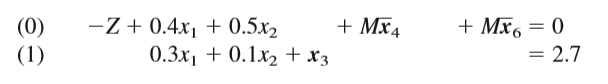 (0) −Z + 0.4x₁ + 0.5x₂ + Mx̄₄ + Mx̄₆ = 0
(1) 0.3x₁ + 0.1x₂ + x₃ = 2.7